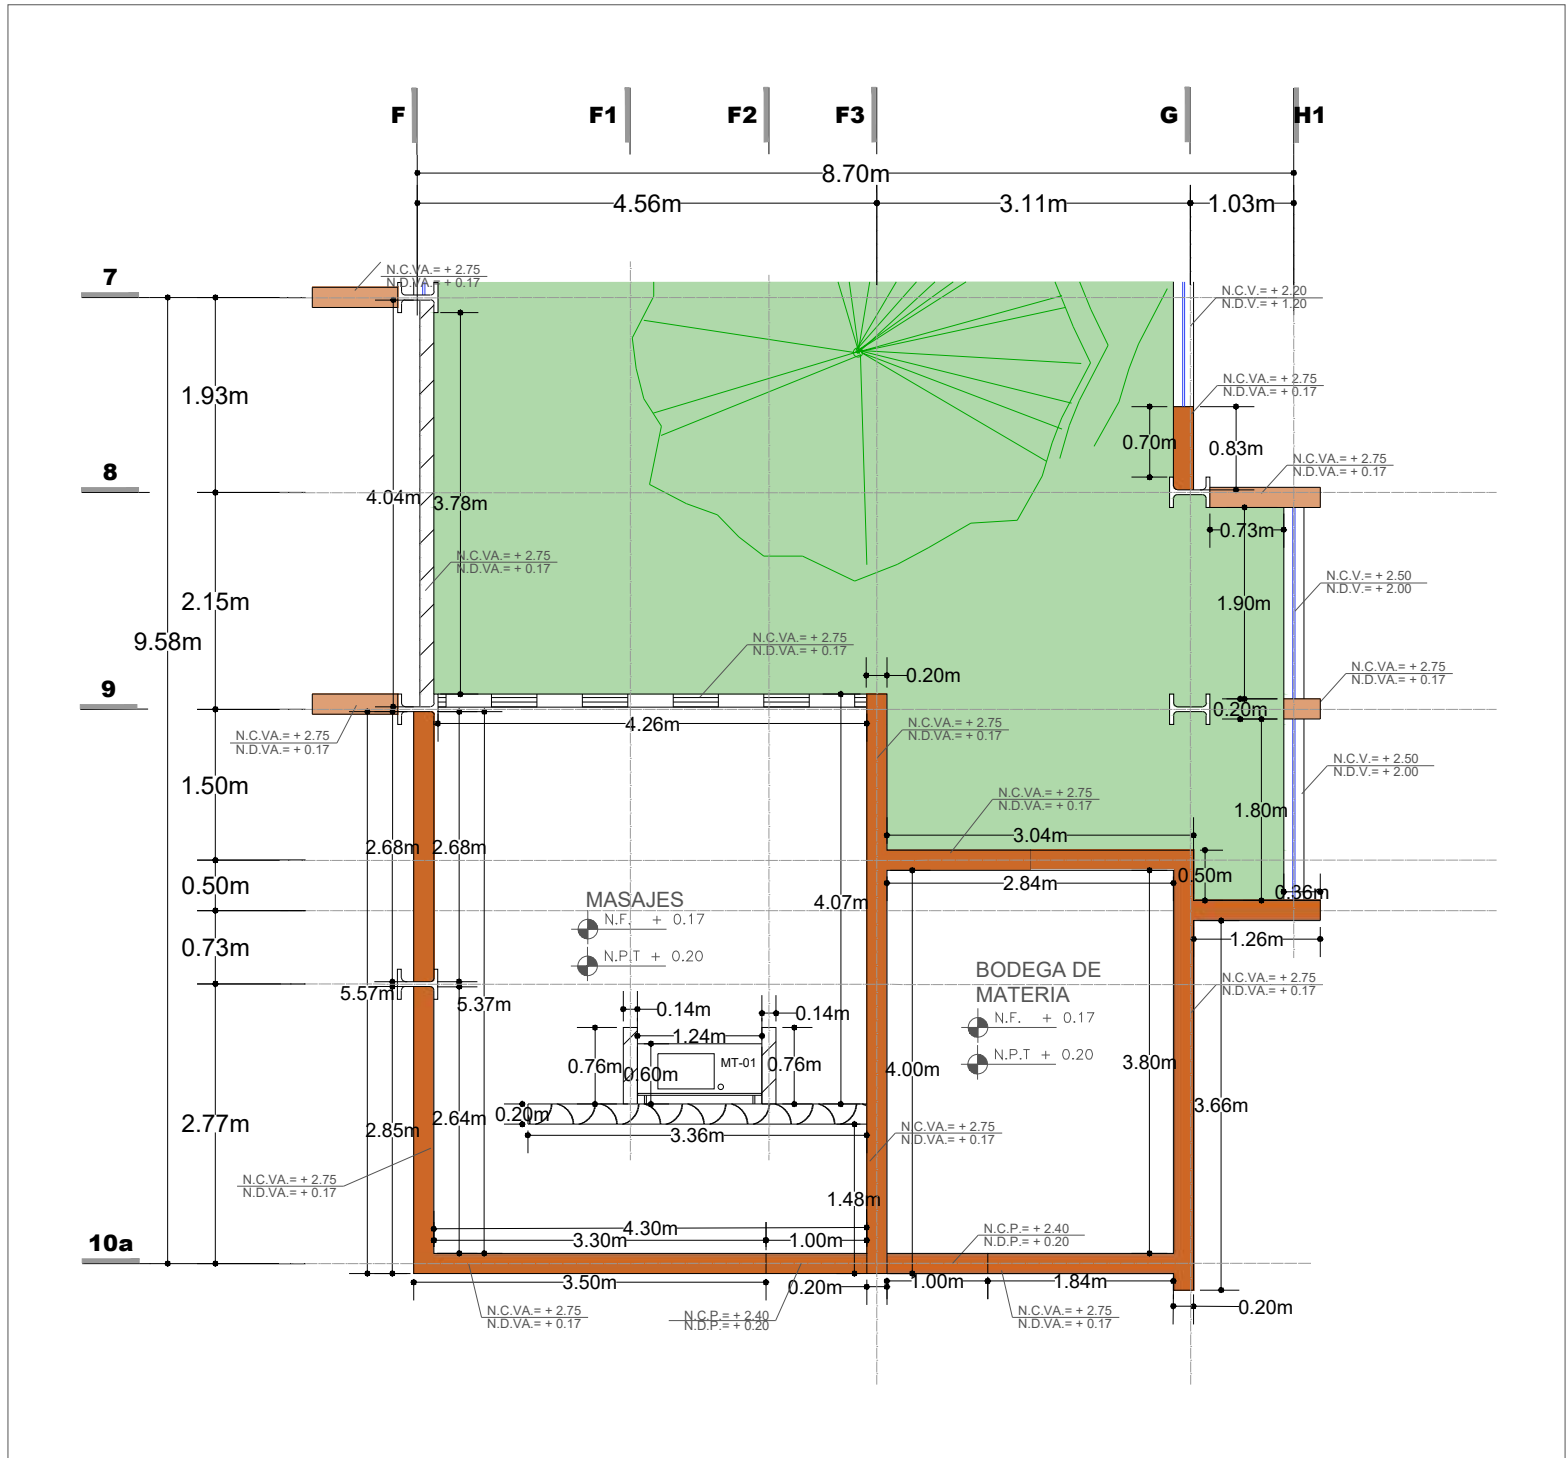 F F1 F2 F3 G H1
8.70m
4.56m 3.11m 1.03m
7
N.C.VA.= + 2.75
N.D.VA.= + 0.17
N.C.V.= + 2.20
N.D.V.= + 1.20
1.93m
N.C.VA.= + 2.75
N.D.VA.= + 0.17
0.70m 0.83m
8
N.C.VA.= + 2.75
N.D.VA.= + 0.17
4.04m 3.78m
0.73m
N.C.VA.= + 2.75
N.D.VA.= + 0.17
N.C.V.= + 2.50
N.D.V.= + 2.00
2.15m
1.90m
9.58m
N.C.VA.= + 2.75
N.D.VA.= + 0.17
0.20m
N.C.VA.= + 2.75
N.D.VA.= + 0.17
9
0.20m
4.26m
N.C.VA.= + 2.75
N.D.VA.= + 0.17
N.C.VA.= + 2.75
N.D.VA.= + 0.17
N.C.V.= + 2.50
N.D.V.= + 2.00
1.50m
N.C.VA.= + 2.75
N.D.VA.= + 0.17
1.80m
3.04m
2.68m 2.68m
0.50m
2.84m
0.50m
0.36m
MASAJES
4.07m
N.F. + 0.17
0.73m
1.26m
N.P.T + 0.20
BODEGA DE
MATERIA
N.C.VA.= + 2.75
N.D.VA.= + 0.17
5.57m 5.37m
0.14m 0.14m
N.F. + 0.17
1.24m
N.P.T + 0.20
0.76m 0.60m MT-01 0.76m
4.00m 3.80m
3.66m
0.20m
2.77m 2.85m 2.64m
3.36m
N.C.VA.= + 2.75
N.D.VA.= + 0.17
N.C.VA.= + 2.75
N.D.VA.= + 0.17
1.48m
4.30m
3.30m 1.00m
N.C.P.= + 2.40
N.D.P.= + 0.20
10a
3.50m 0.20m 1.00m 1.84m
0.20m
N.C.VA.= + 2.75
N.D.VA.= + 0.17
N.C.P.= + 2.40
N.D.P.= + 0.20
N.C.VA.= + 2.75
N.D.VA.= + 0.17